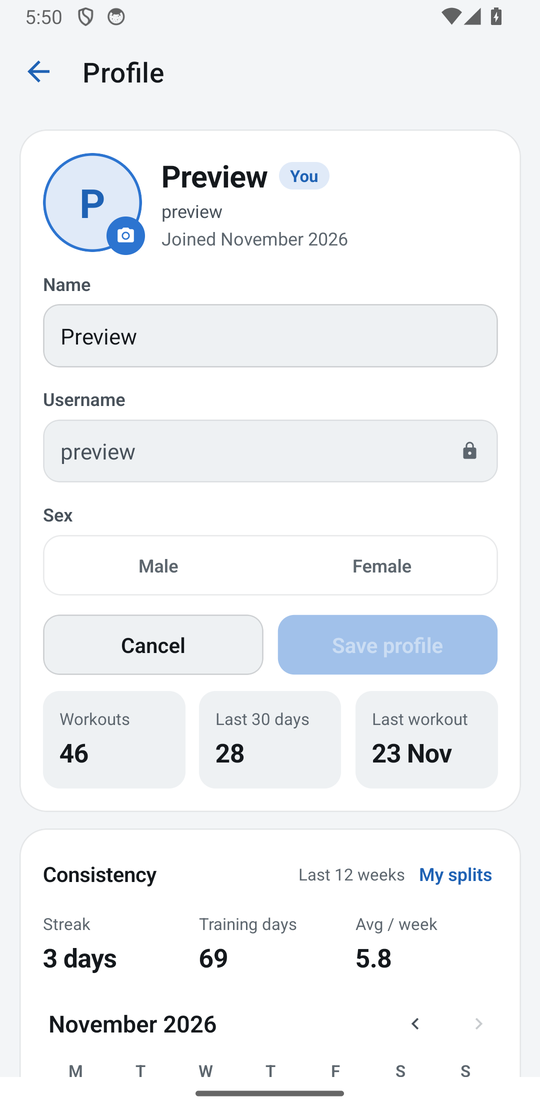 5:50
Profile
P
Preview You
preview
Joined November 2026
Name
Preview
Username
preview
Sex
Male Female
Cancel Save profile
Workouts Last 30 days Last workout
46 28 23 Nov
Consistency Last 12 weeks My splits
Streak Training days Avg / week
3 days 69 5.8
November 2026
M T W T F S S